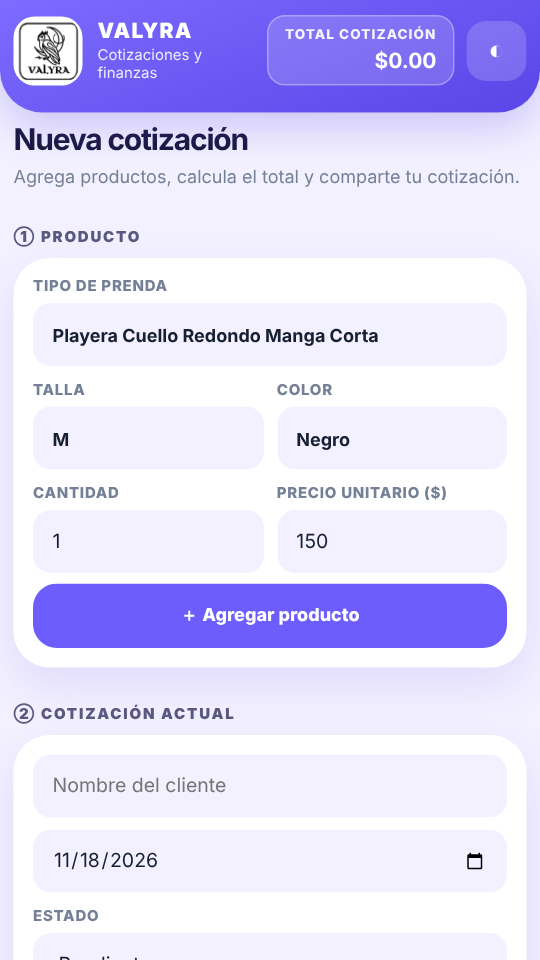 VALYRA
VALYRA
Cotizaciones y
finanzas
TOTAL COTIZACIÓN
$0.00
Nueva cotización
Agrega productos, calcula el total y comparte tu cotización.
① PRODUCTO
TIPO DE PRENDA
Playera Cuello Redondo Manga Corta
TALLA
COLOR
M
Negro
CANTIDAD
PRECIO UNITARIO ($)
1
150
+ Agregar producto
② COTIZACIÓN ACTUAL
Nombre del cliente
11/18/2026
ESTADO